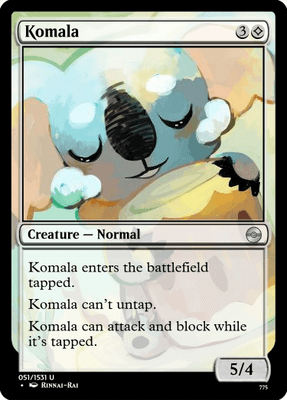 Komala 3
Creature — Normal
Komala enters the battlefield
tapped.
Komala can't untap.
Komala can attack and block while
it's tapped.
5/4
051/1531 U
Rinnai-Rai
775